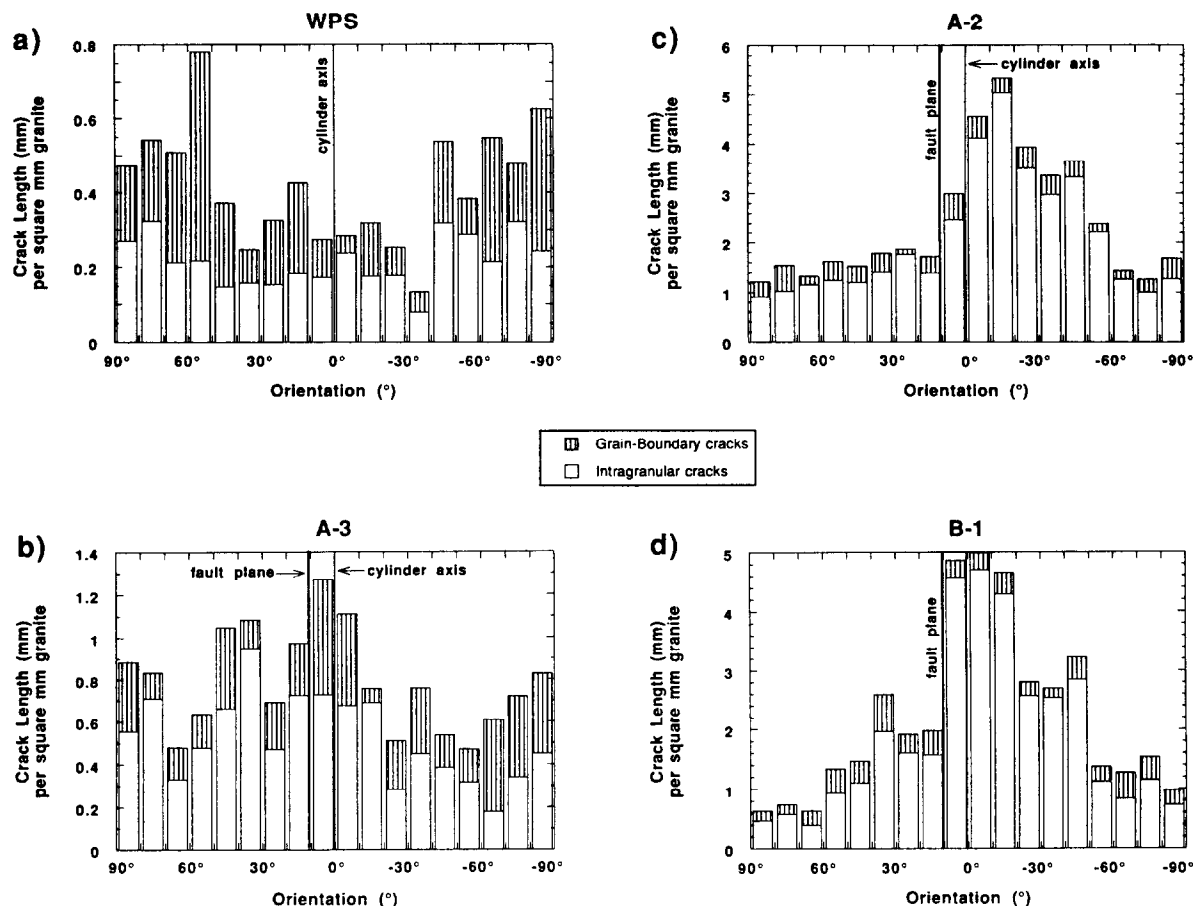 WPS
a)
Crack Length (mm)
per square mm granite
0.8
0.6
0.4
0.2
0
cylinder axis
90° 60° 30° 0° -30° -60° -90°
Orientation (°)
A-2
c)
Crack Length (mm)
per square mm granite
6
5
4
3
2
1
0
fault plane
cylinder axis
90° 60° 30° 0° -30° -60° -90°
Orientation (°)
Grain-Boundary cracks
Intragranular cracks
A-3
b)
Crack Length (mm)
per square mm granite
1.4
1.2
1
0.8
0.6
0.4
0.2
0
fault plane
cylinder axis
90° 60° 30° 0° -30° -60° -90°
Orientation (°)
B-1
d)
Crack Length (mm)
per square mm granite
5
4
3
2
1
0
fault plane
90° 60° 30° 0° -30° -60° -90°
Orientation (°)